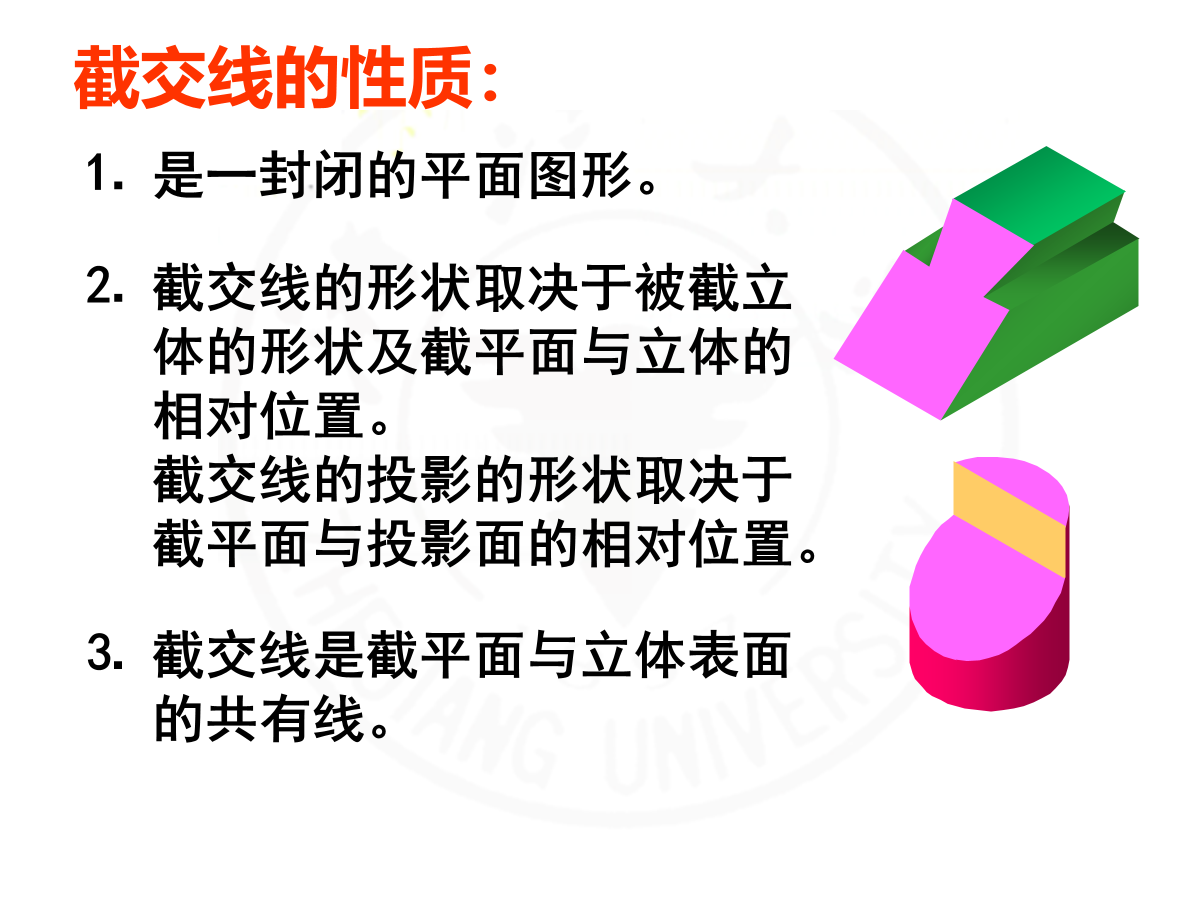 截交线的性质：
1. 是一封闭的平面图形。
2. 截交线的形状取决于被截立
体的形状及截平面与立体的
相对位置。
截交线的投影的形状取决于
截平面与投影面的相对位置。
3. 截交线是截平面与立体表面
的共有线。